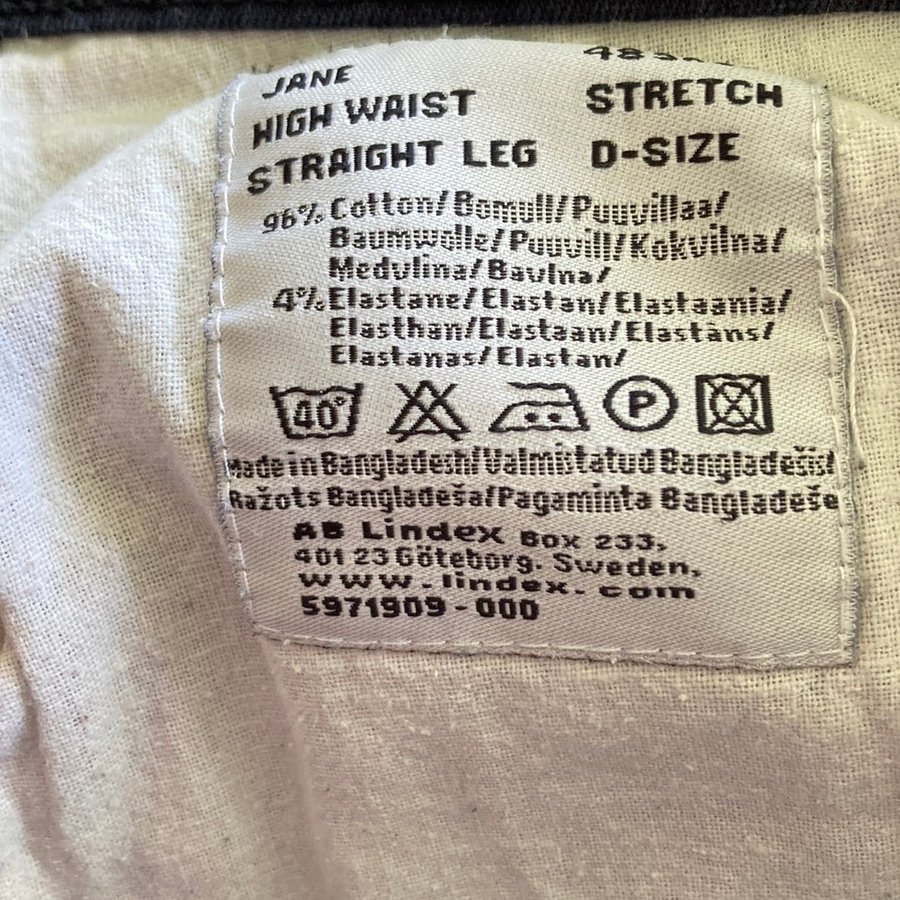 JANE
HIGH WAIST STRETCH
STRAIGHT LEG D-SIZE
96% Cotton/Bomull/Puuvillaa/
Baumwolle/Puuvill/Kokvilna/
Medvilna/Bavlna/
4% Elastane/Elastan/Elastaania/
Elasthan/Elastaan/Elastāns/
Elastanas/Elastan/
40° P
Made in Bangladesh/Valmistatud Bangladešis/
Ražots Bangladeša/Pagaminta Bangladeše
AB Lindex Box 233,
401 23 Göteborg. Sweden,
www.lindex.com
5971909-000